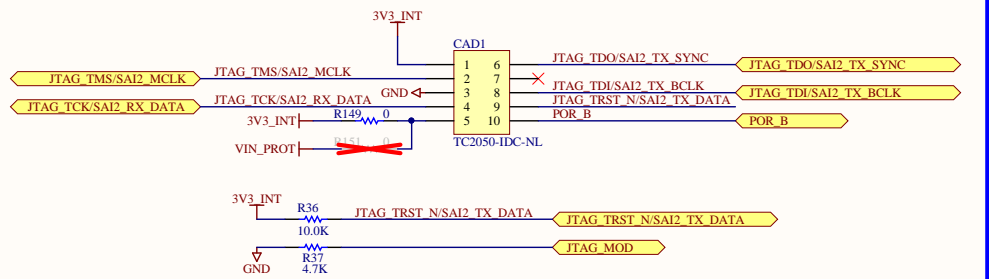 3V3_INT
CAD1
JTAG_TMS/SAI2_MCLK
JTAG_TMS/SAI2_MCLK
1
6
JTAG_TDO/SAI2_TX_SYNC
JTAG_TDO/SAI2_TX_SYNC
2
7
GND
3
8
JTAG_TDI/SAI2_TX_BCLK
JTAG_TDI/SAI2_TX_BCLK
JTAG_TCK/SAI2_RX_DATA
JTAG_TCK/SAI2_RX_DATA
4
9
JTAG_TRST_N/SAI2_TX_DATA
3V3_INT
R149
0
5
10
POR_B
POR_B
VIN_PROT
R151
0
TC2050-IDC-NL
3V3_INT
R36
10.0K
JTAG_TRST_N/SAI2_TX_DATA
JTAG_TRST_N/SAI2_TX_DATA
GND
R37
4.7K
JTAG_MOD